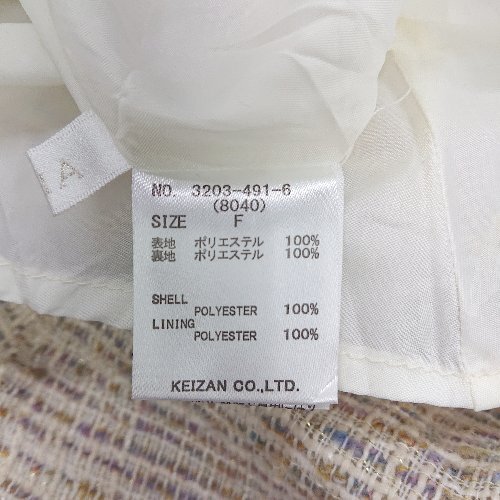 A
NO. 3203-491-6
(8040)
SIZE F
表地 ポリエステル 100%
裏地 ポリエステル 100%
SHELL
POLYESTER 100%
LINING
POLYESTER 100%
KEIZAN CO.,LTD.